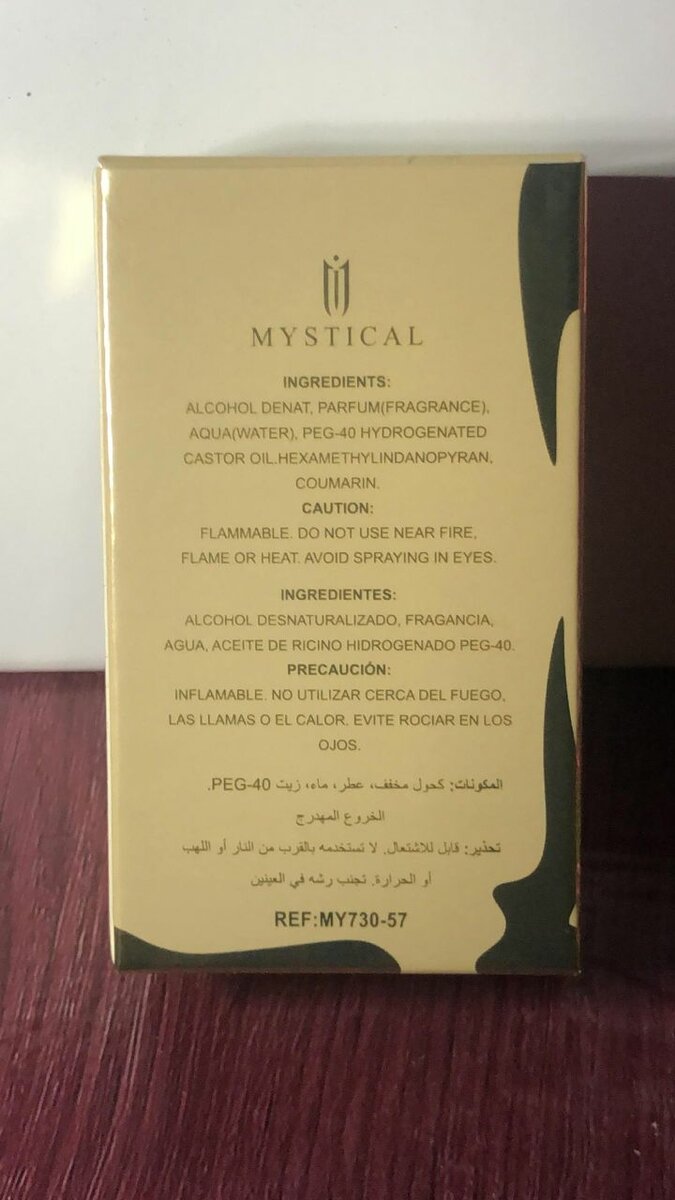 MYSTICAL
INGREDIENTS:
ALCOHOL DENAT, PARFUM(FRAGRANCE),
AQUA(WATER), PEG-40 HYDROGENATED
CASTOR OIL.HEXAMETHYLINDANOPYRAN,
COUMARIN.
CAUTION:
FLAMMABLE. DO NOT USE NEAR FIRE,
FLAME OR HEAT. AVOID SPRAYING IN EYES.
INGREDIENTES:
ALCOHOL DESNATURALIZADO, FRAGANCIA,
AGUA, ACEITE DE RICINO HIDROGENADO PEG-40.
PRECAUCIÓN:
INFLAMABLE. NO UTILIZAR CERCA DEL FUEGO,
LAS LLAMAS O EL CALOR. EVITE ROCIAR EN LOS
OJOS.
المكونات: كحول مخفف، عطر، ماء، زيت PEG-40.
الخروع المهدرج
تحذير: قابل للاشتعال. لا تستخدمه بالقرب من النار أو اللهب
أو الحرارة. تجنب رشه في العينين
REF:MY730-57